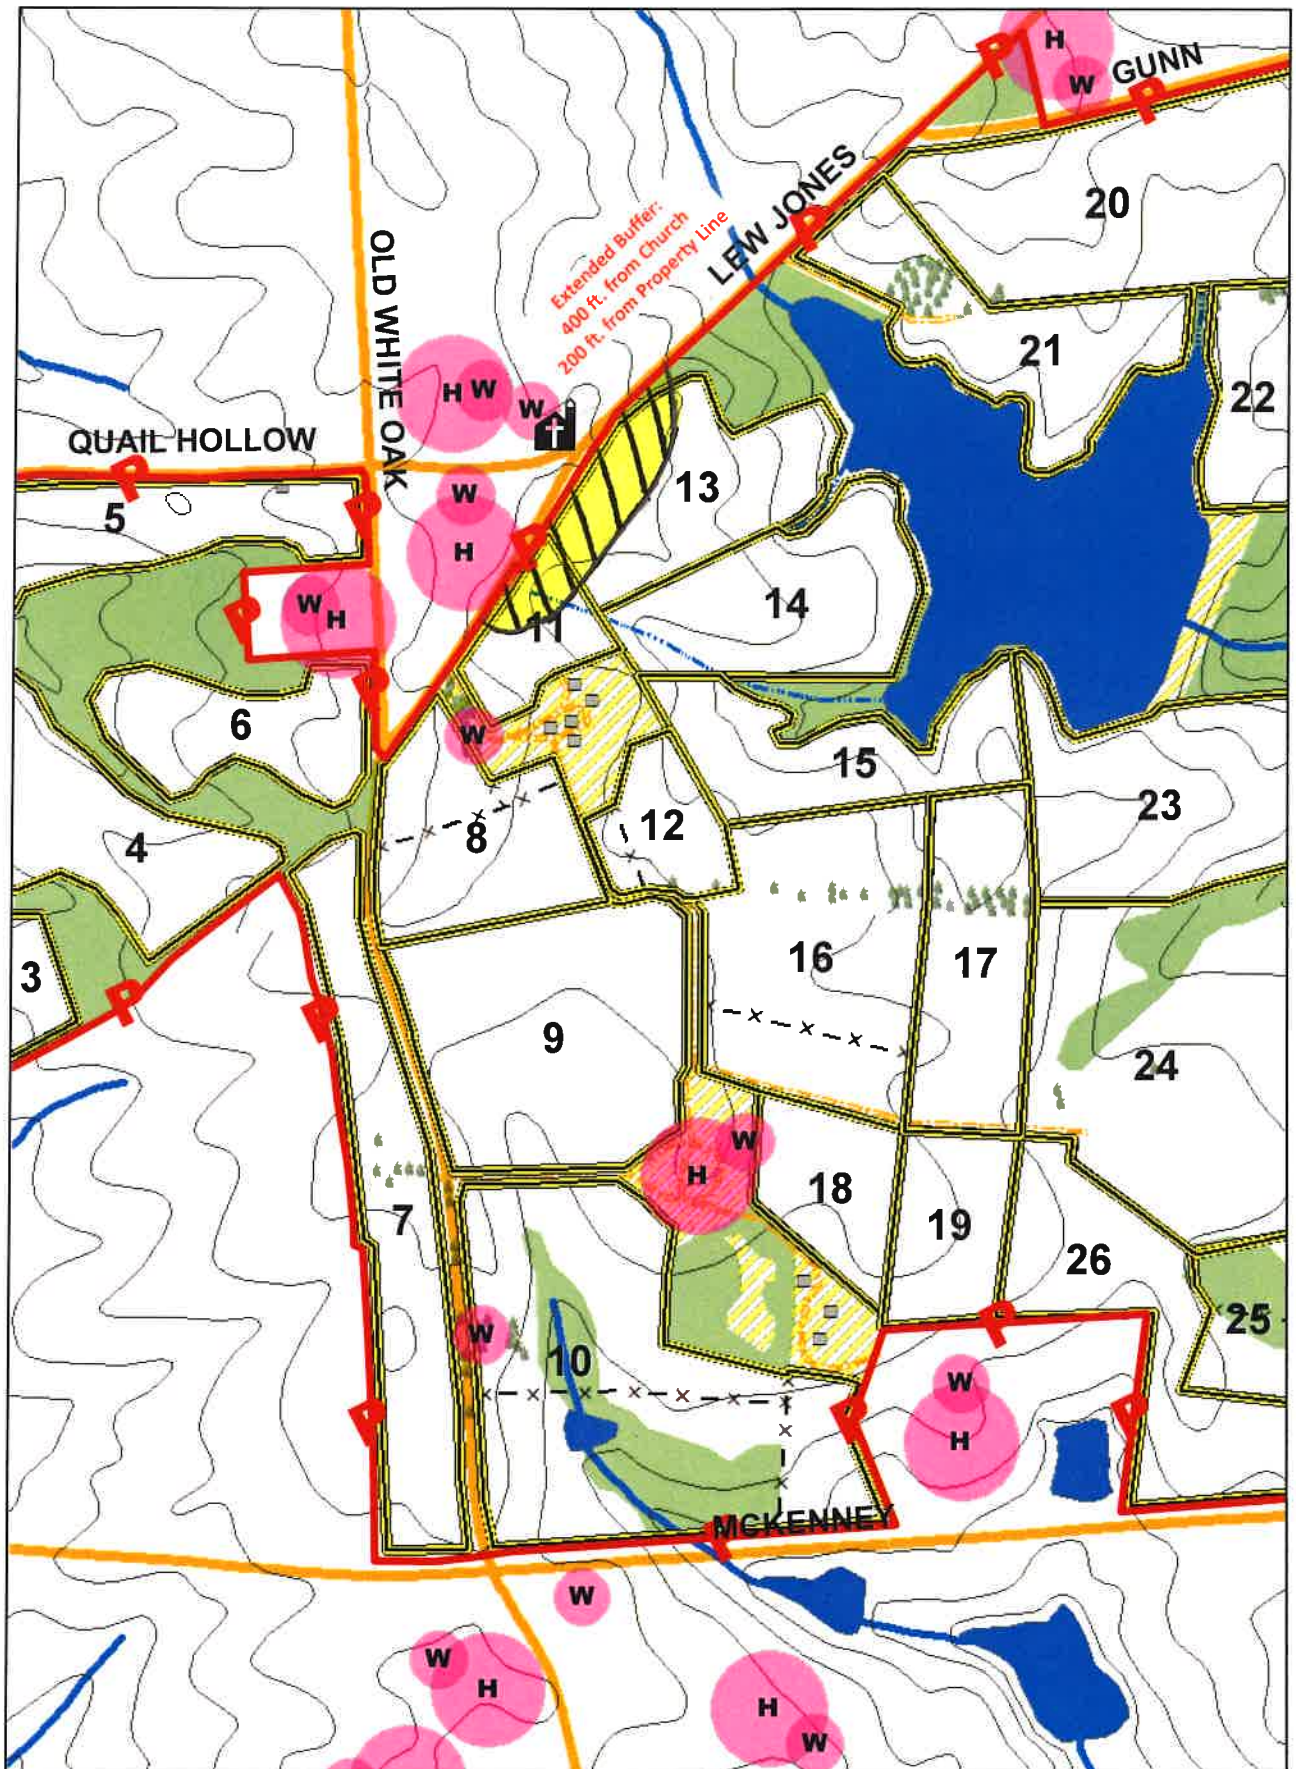 H
P
W
GUNN
P
20
LEW JONES
P
Extended Buffer:
400 ft. from Church
200 ft. from Property Line
OLD WHITE OAK
21
22
H
W
W
QUAIL HOLLOW
P
5
P
W
H
13
P
14
W
H
P
11
P
6
W
15
23
12
8
4
16
17
3
P
P
9
24
W
H
18
7
19
26
P
25
W
10
W
H
P
P
P
MCKENNEY
P
W
W
H
H
W